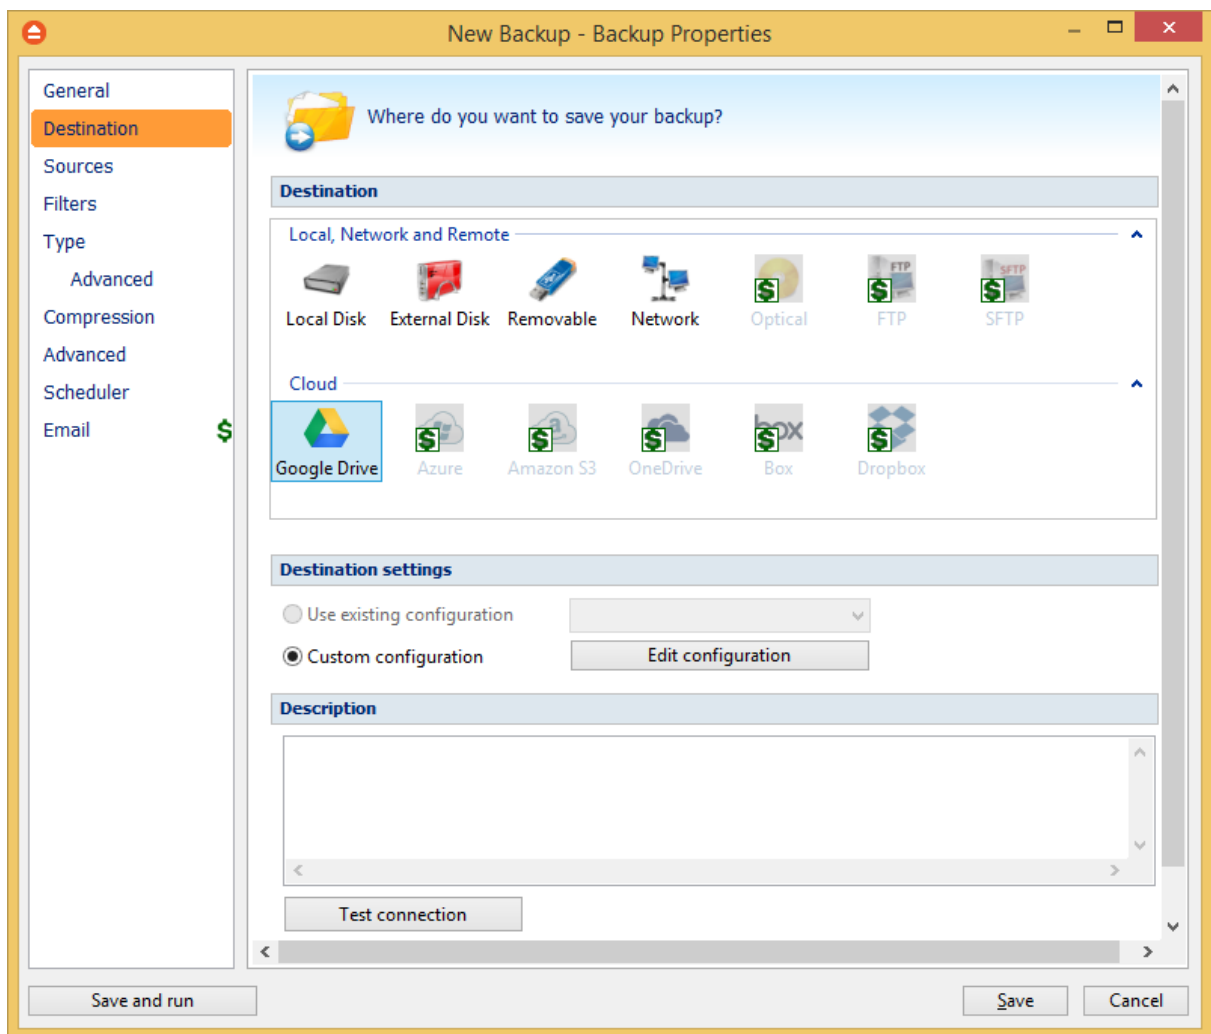 New Backup - Backup Properties
General
Destination
Sources
Filters
Type
Advanced
Compression
Advanced
Scheduler
Email $
Where do you want to save your backup?
Destination
Local, Network and Remote
FTP SFTP
$ $ $
Local Disk External Disk Removable Network Optical FTP SFTP
Cloud
a box
$ $ $ $ $
Google Drive Azure Amazon S3 OneDrive Box Dropbox
Destination settings
Use existing configuration
Custom configuration Edit configuration
Description
Test connection
Save and run Save Cancel